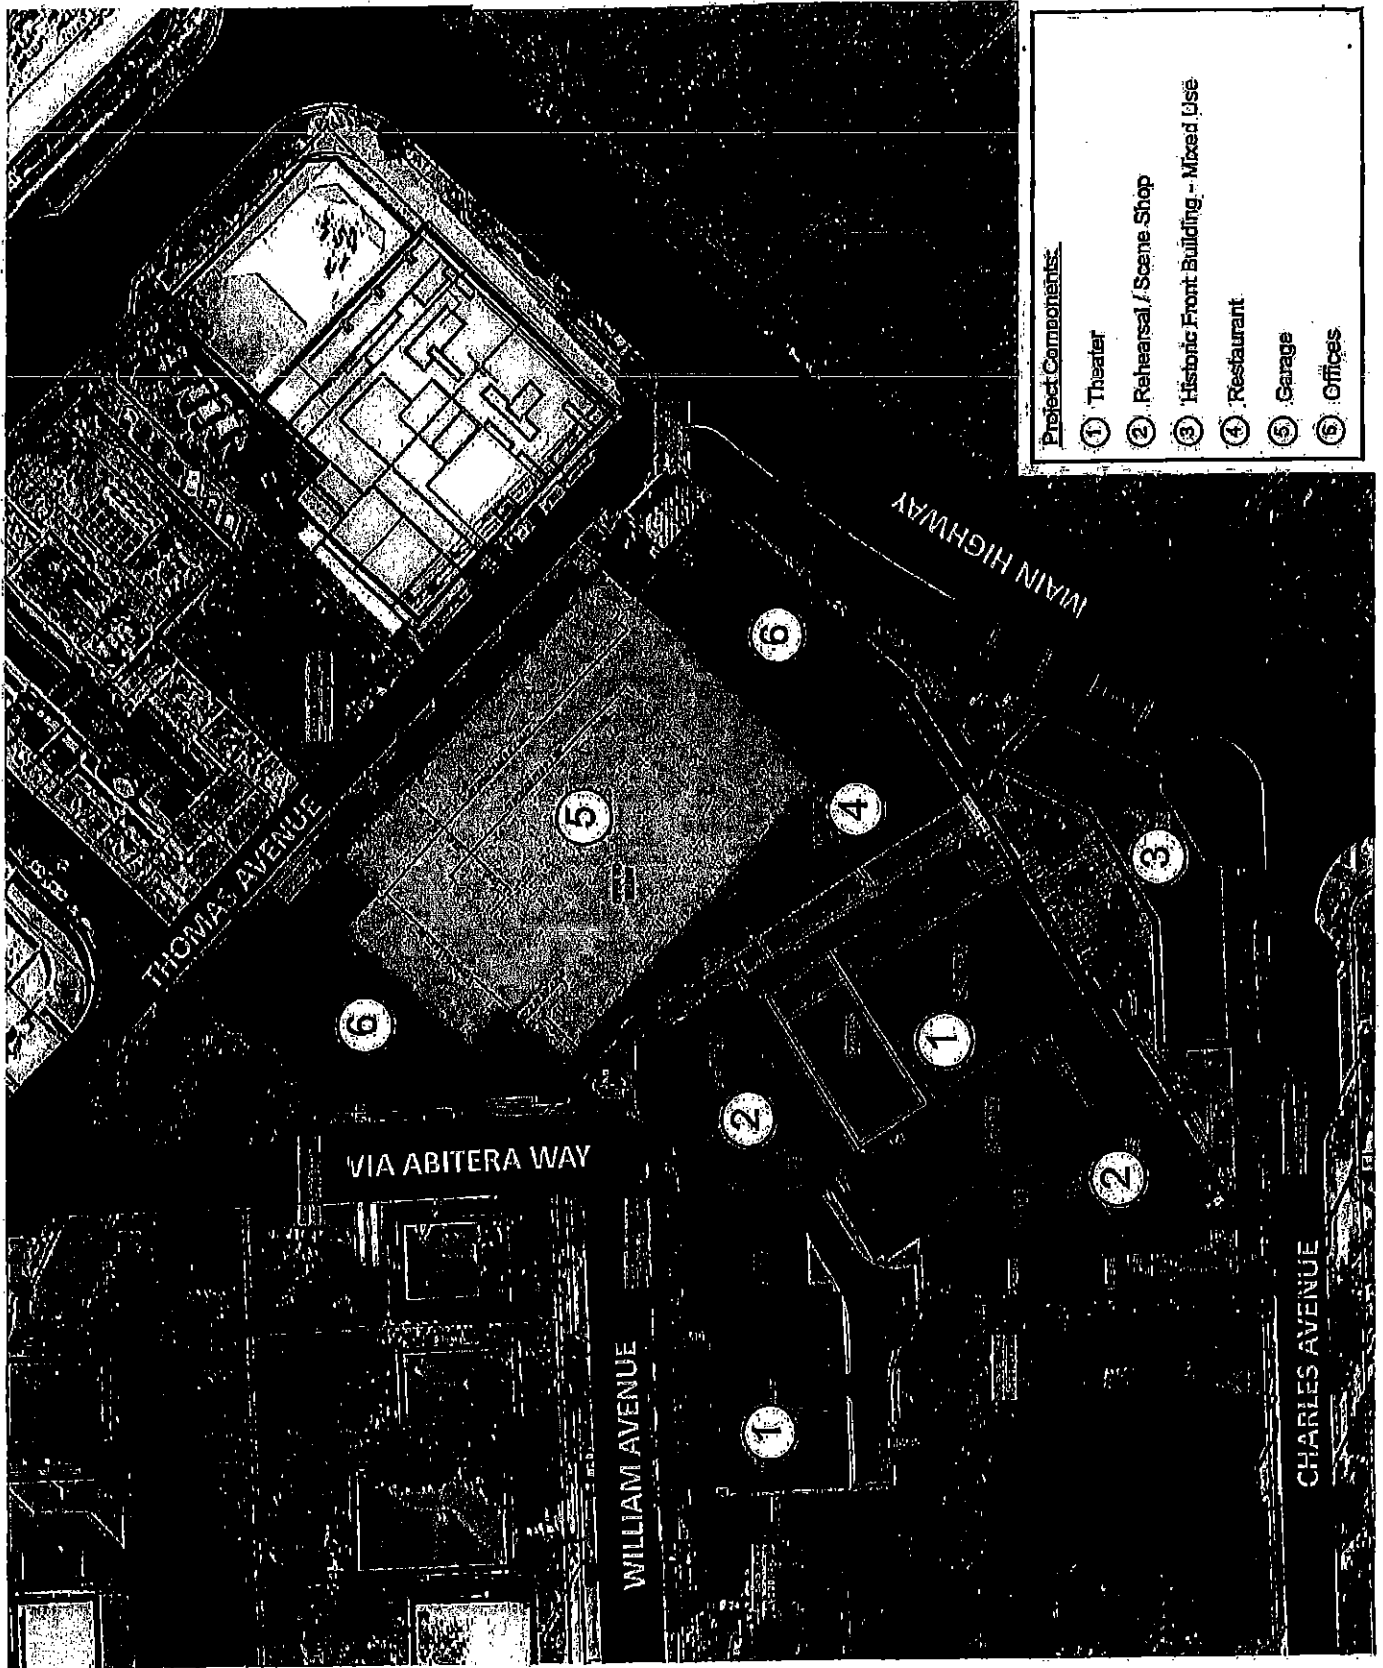 Project Components:
1 Theater
2 Rehearsal / Scene Shop
3 Historic Front Building - Mixed Use
4 Restaurant
5 Garage
6 Offices
MAIN HIGHWAY
THOMAS AVENUE
VIA ABITERA WAY
WILLIAM AVENUE
CHARLES AVENUE
6
5
4
3
6
1
2
2
1